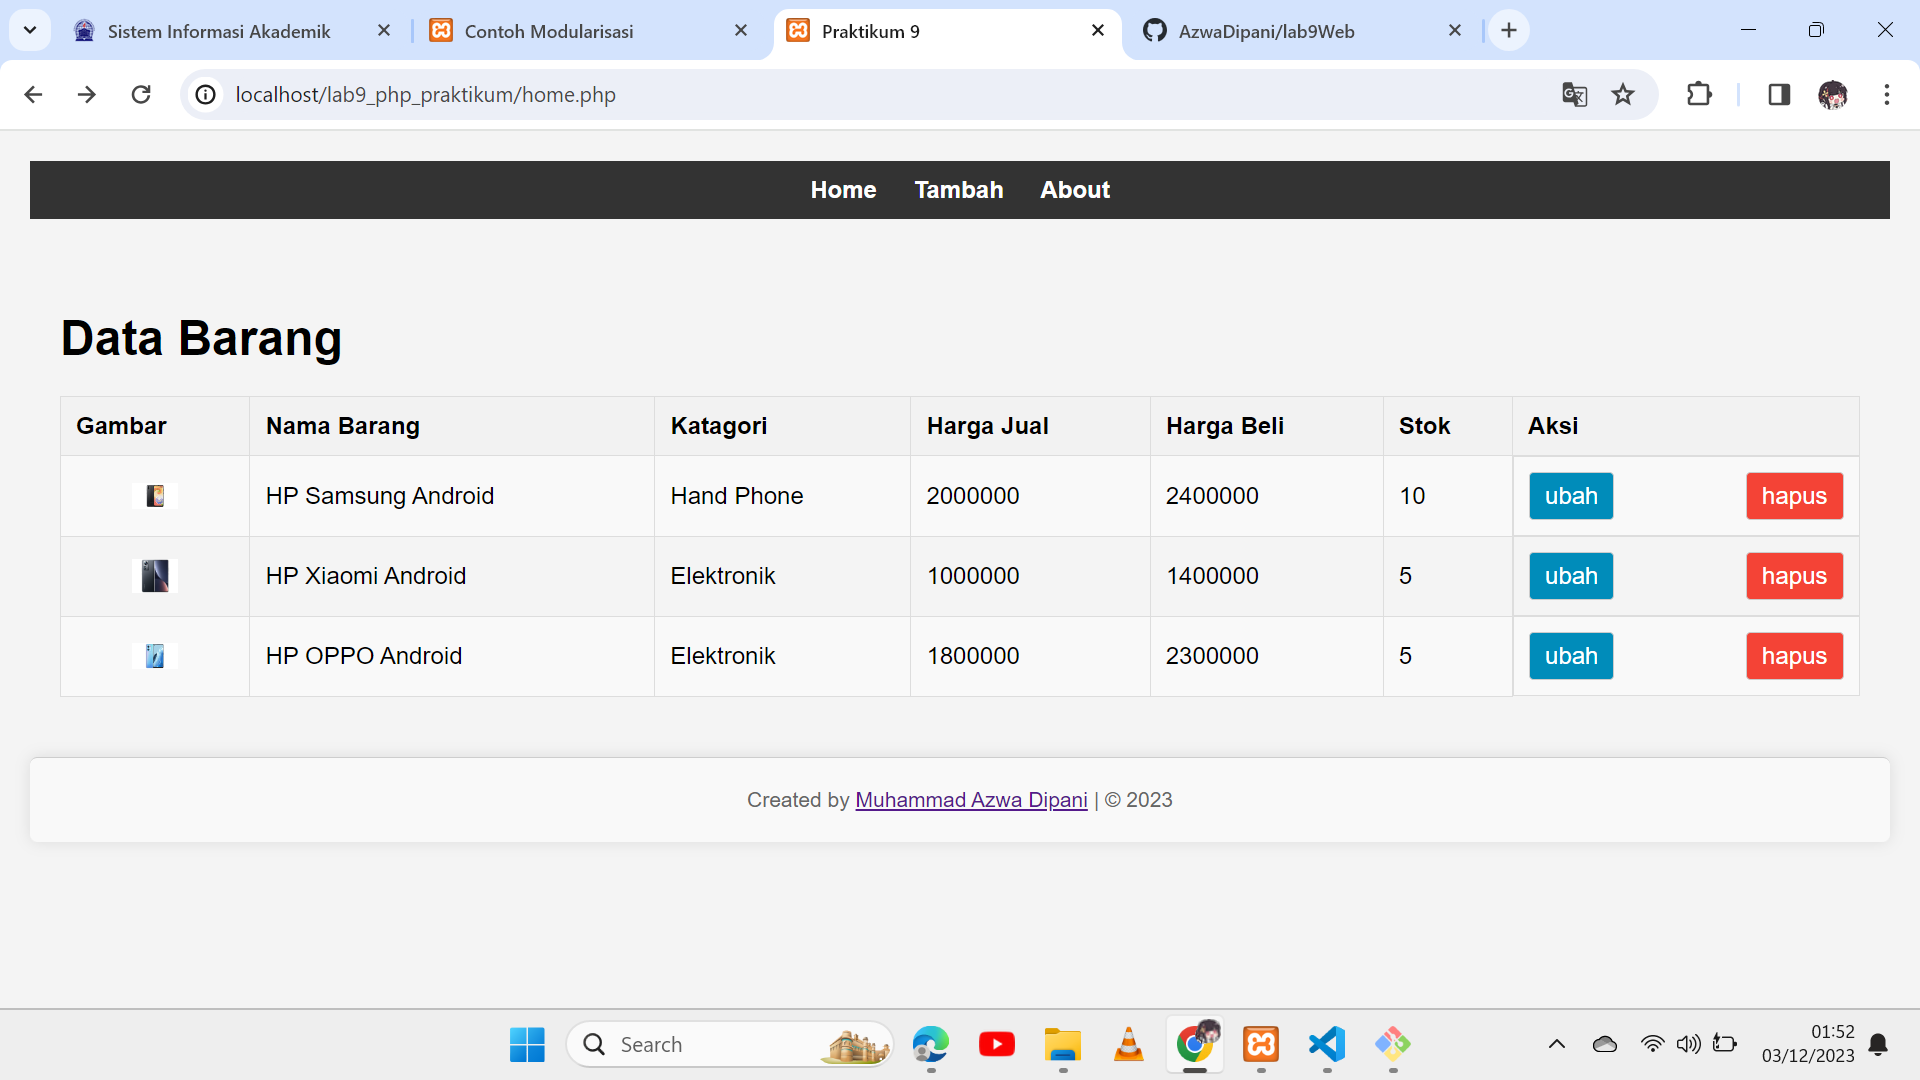 Sistem Informasi Akademik
Contoh Modularisasi
Praktikum 9
AzwaDipani/lab9Web
localhost/lab9_php_praktikum/home.php
Home Tambah About
Data Barang
Gambar Nama Barang Katagori Harga Jual Harga Beli Stok Aksi
HP Samsung Android Hand Phone 2000000 2400000 10 ubah hapus
HP Xiaomi Android Elektronik 1000000 1400000 5 ubah hapus
HP OPPO Android Elektronik 1800000 2300000 5 ubah hapus
Created by Muhammad Azwa Dipani | © 2023
Search
01:52
03/12/2023